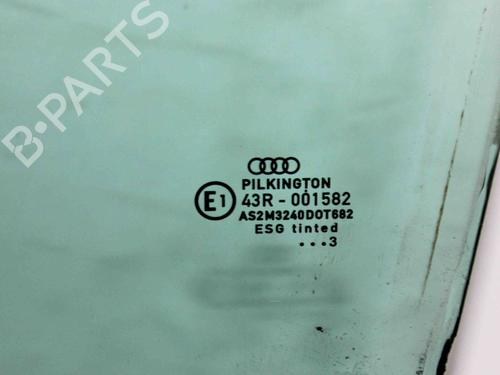 B-PARTS
PILKINGTON
E1 43R - 001582
AS2M3240DOT682
ESG tinted
...3